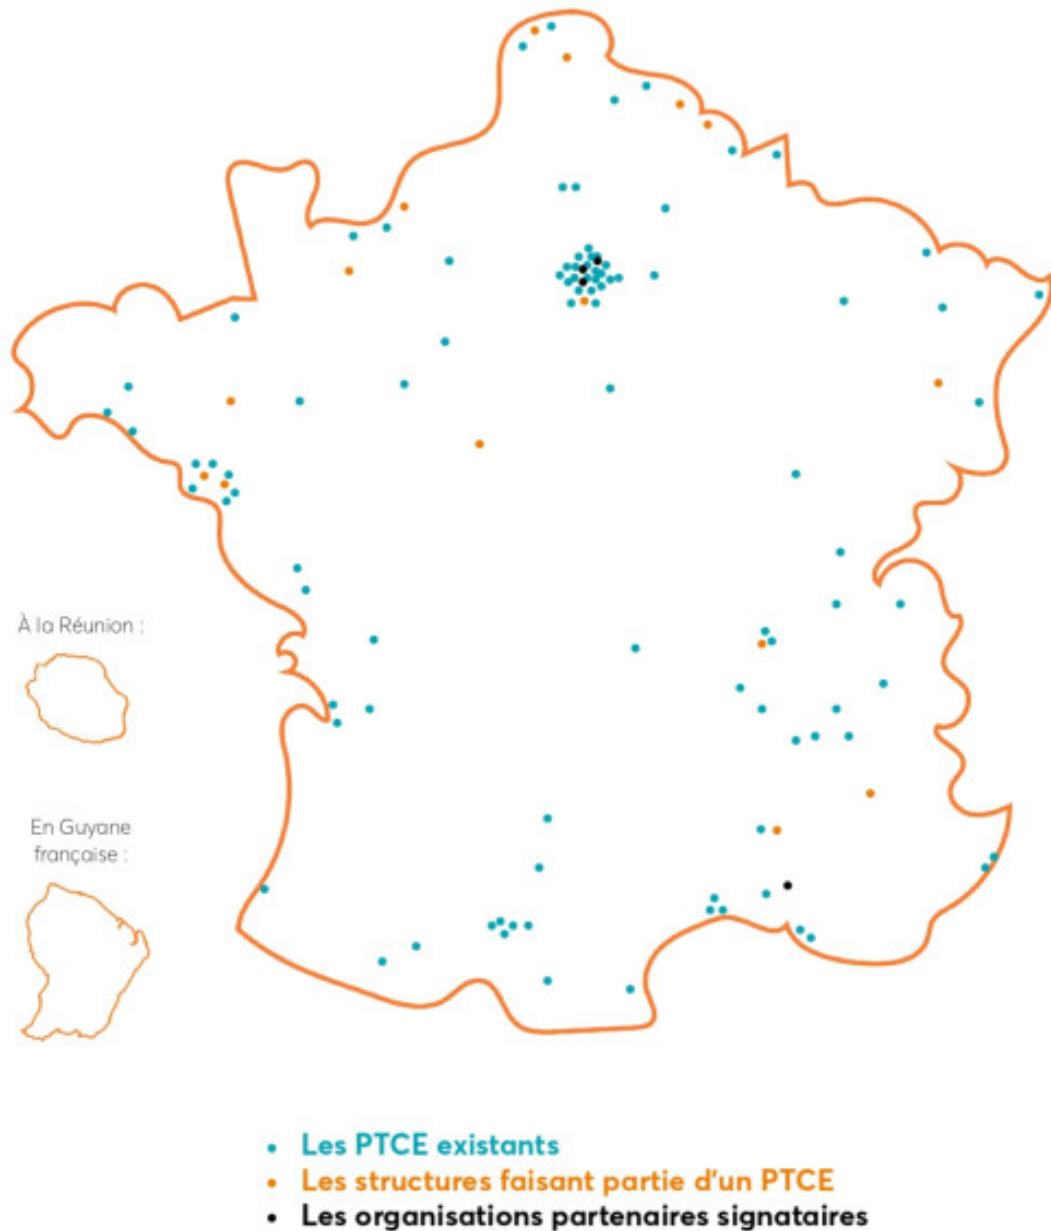 À la Réunion :
En Guyane
française :
Les PTCE existants
Les structures faisant partie d'un PTCE
Les organisations partenaires signataires